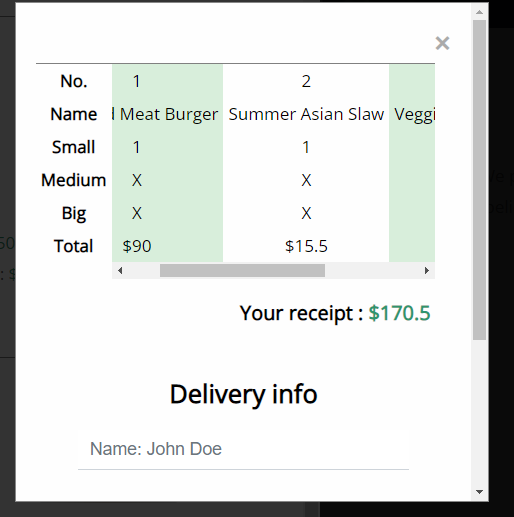 ×
No. 1 2
Name Meat Burger Summer Asian Slaw Veggi
Small 1 1
Medium X X
Big X X
Total $90 $15.5
Your receipt : $170.5
Delivery info
Name: John Doe